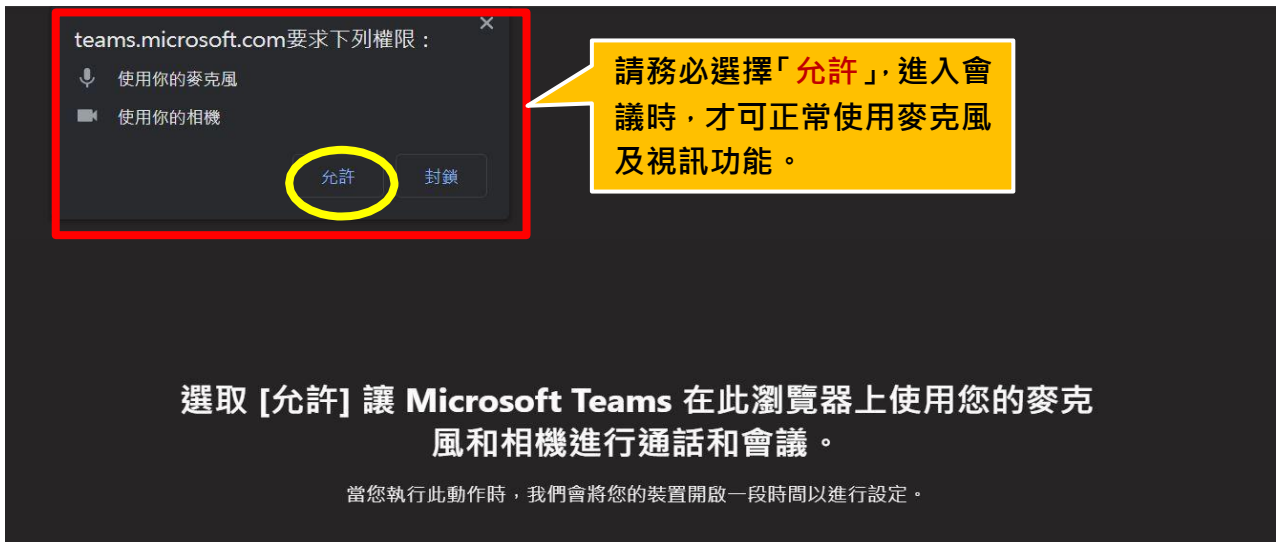 teams.microsoft.com要求下列權限：
使用你的麥克風
使用你的相機
允許
封鎖
請務必選擇「允許」，進入會
議時，才可正常使用麥克風
及視訊功能。
選取 [允許] 讓 Microsoft Teams 在此瀏覽器上使用您的麥克
風和相機進行通話和會議。
當您執行此動作時，我們會將您的裝置開啟一段時間以進行設定。